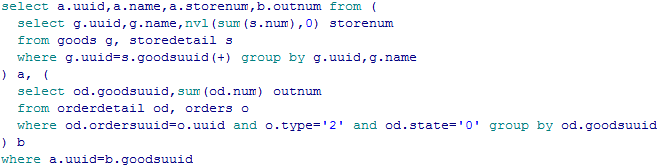 select a.uuid,a.name,a.storenum,b.outnum from (
select g.uuid,g.name,nvl(sum(s.num),0) storenum
from goods g, storedetail s
where g.uuid=s.goodsuuid(+) group by g.uuid,g.name
) a, (
select od.goodsuuid,sum(od.num) outnum
from orderdetail od, orders o
where od.ordersuuid=o.uuid and o.type='2' and od.state='0' group by od.goodsuuid
) b
where a.uuid=b.goodsuuid